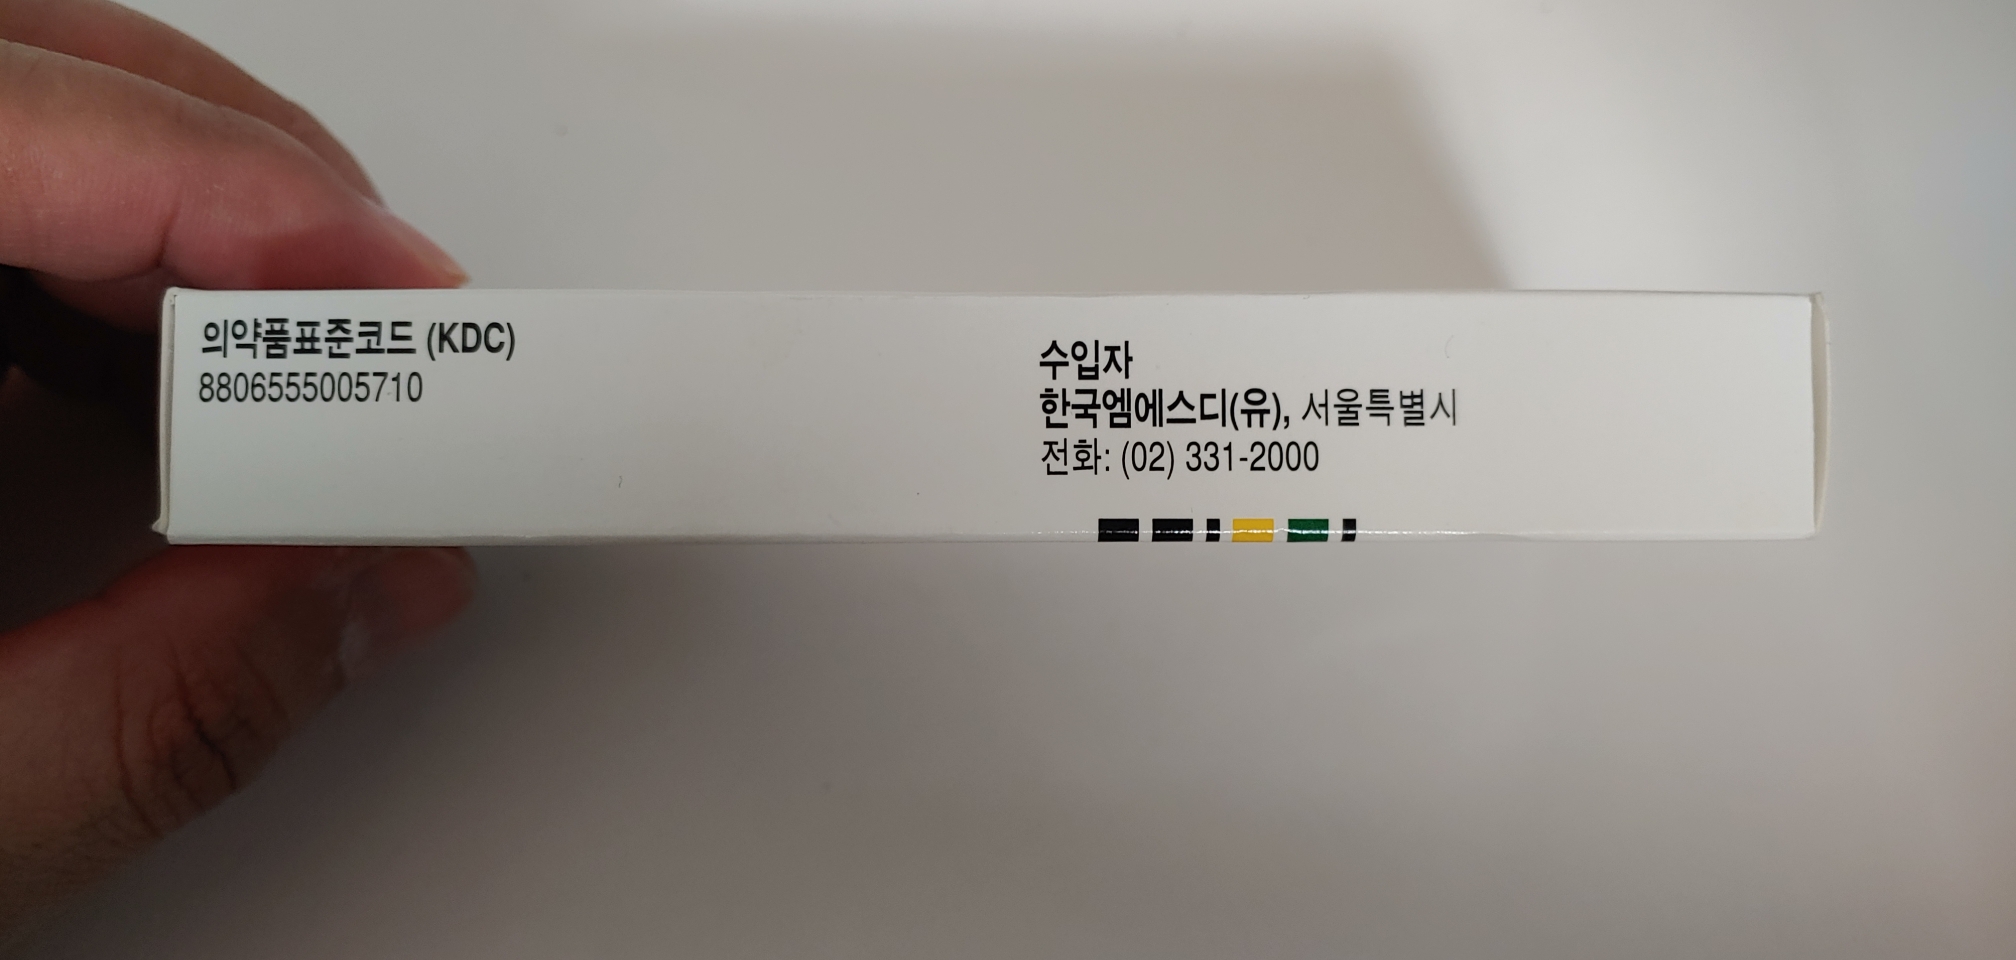 의약품표준코드 (KDC)
8806555005710
수입자
한국엠에스디(유), 서울특별시
전화: (02) 331-2000